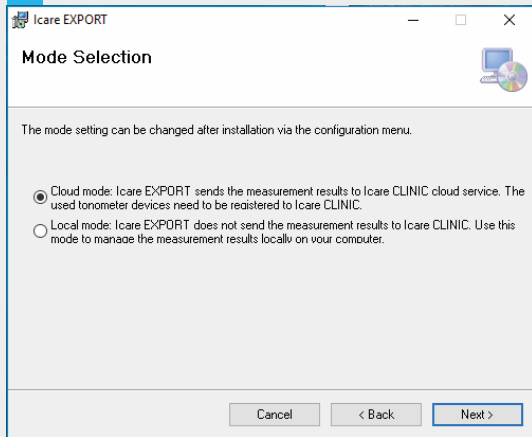 Icare EXPORT
Mode Selection
The mode setting can be changed after installation via the configuration menu.
Cloud mode: Icare EXPORT sends the measurement results to Icare CLINIC cloud service. The
used tonometer devices need to be registered to Icare CLINIC.
Local mode: Icare EXPORT does not send the measurement results to Icare CLINIC. Use this
mode to manage the measurement results locally on your computer.
Cancel
< Back
Next >